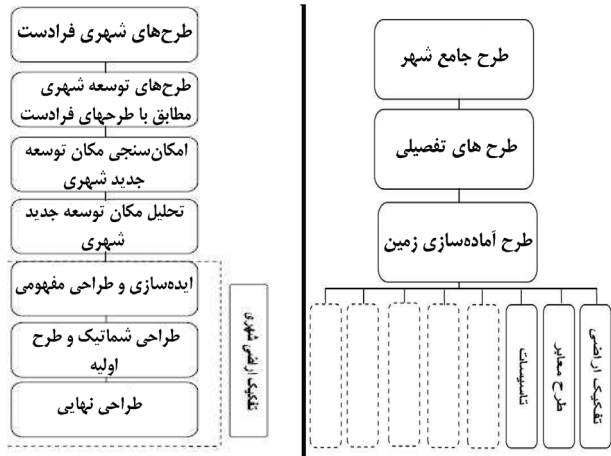 طرح جامع شهر
طرح های تفصیلی
طرح آماده‌سازی زمین
تفکیک اراضی
طرح معابر
تاسیسات
طرح‌های شهری فرادست
طرح‌های توسعه شهری
مطابق با طرحهای فرادست
امکان‌سنجی مکان توسعه
جدید شهری
تحلیل مکان توسعه جدید
شهری
ایده‌سازی و طراحی مفهومی
طراحی شماتیک و طرح
اولیه
طراحی نهایی
تفکیک اراضی شهری